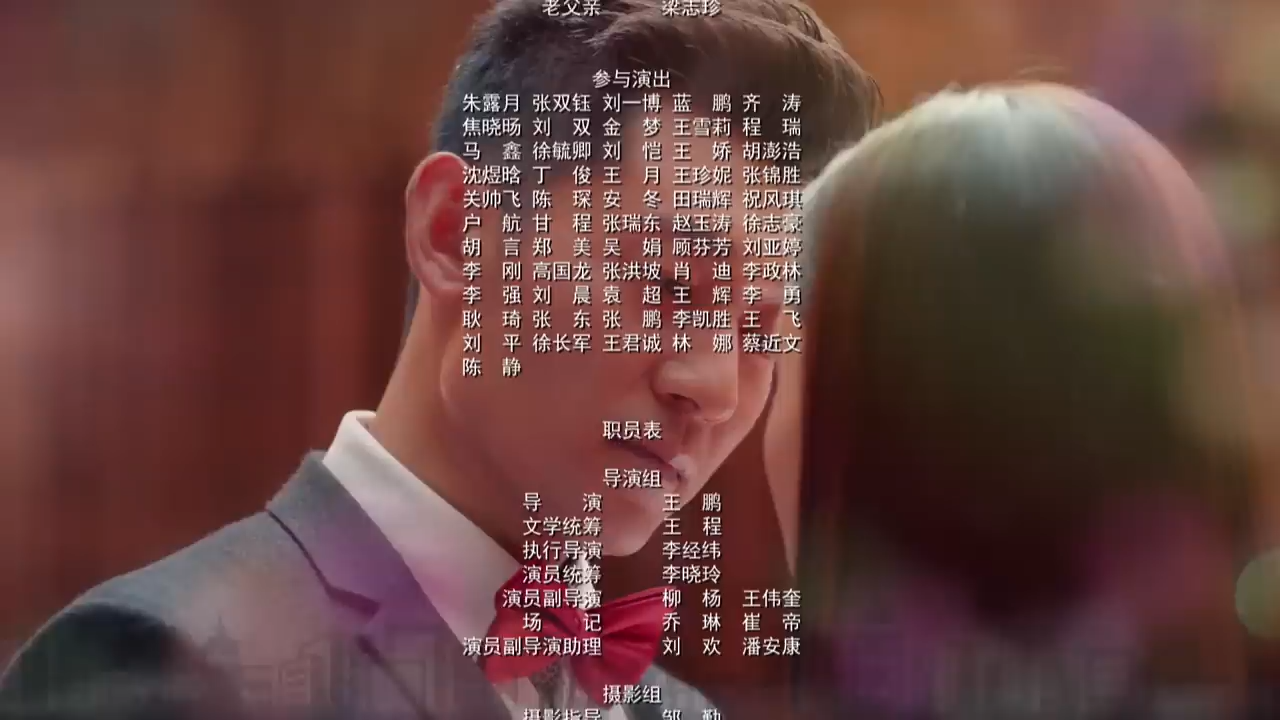 老父亲 梁志珍
参与演出
朱露月 张双钰 刘一博 蓝 鹏 齐 涛
焦晓旸 刘 双 金 梦 王雪莉 程 瑞
马 鑫 徐毓卿 刘 恺 王 娇 胡澎浩
沈煜晗 丁 俊 王 月 王珍妮 张锦胜
关帅飞 陈 琛 安 冬 田瑞辉 祝风琪
户 航 甘 程 张瑞东 赵玉涛 徐志豪
胡 言 郑 美 吴 娟 顾芬芳 刘亚婷
李 刚 高国龙 张洪坡 肖 迪 李政林
李 强 刘 晨 袁 超 王 辉 李 勇
耿 琦 张 东 张 鹏 李凯胜 王 飞
刘 平 徐长军 王君诚 林 娜 蔡近文
陈 静
职员表
导演组
导 演 王 鹏
文学统筹 王 程
执行导演 李经纬
演员统筹 李晓玲
演员副导演 柳 杨 王伟奎
场 记 乔 琳 崔 帝
演员副导演助理 刘 欢 潘安康
摄影组
摄影指导 邹 勤